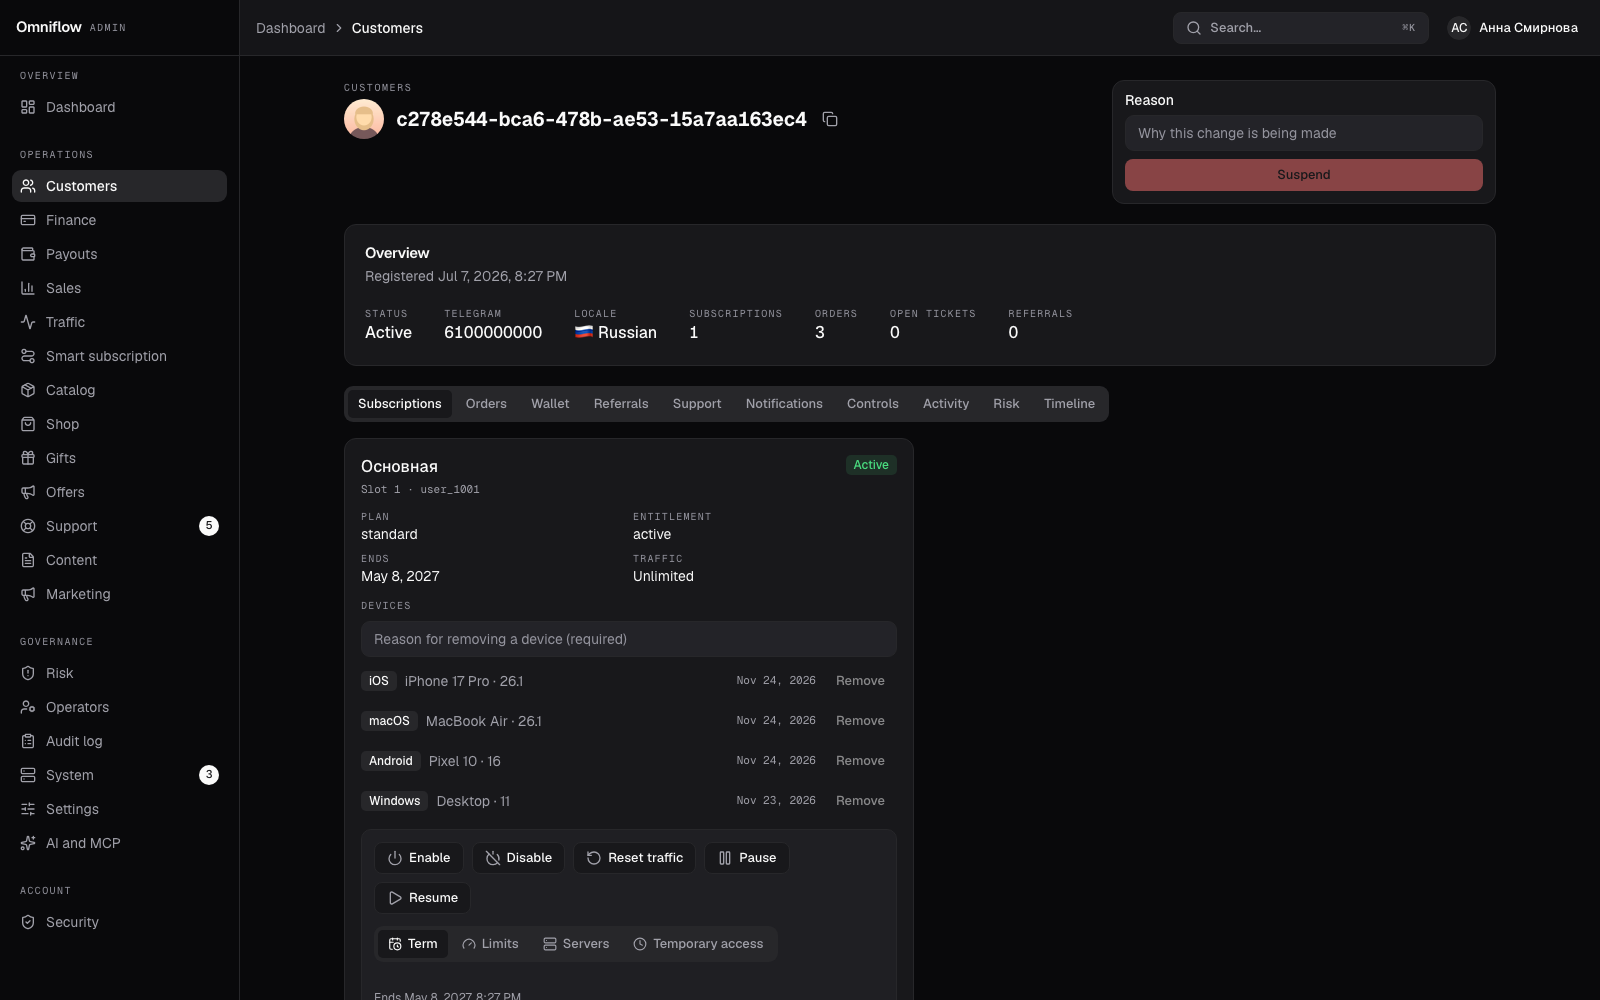 Omniflow ADMIN
Dashboard > Customers
Search...
⌘K
AC
Анна Смирнова
OVERVIEW
Dashboard
OPERATIONS
Customers
Finance
Payouts
Sales
Traffic
Smart subscription
Catalog
Shop
Gifts
Offers
Support 5
Content
Marketing
GOVERNANCE
Risk
Operators
Audit log
System 3
Settings
AI and MCP
ACCOUNT
Security
CUSTOMERS
c278e544-bca6-478b-ae53-15a7aa163ec4
Reason
Why this change is being made
Suspend
Overview
Registered Jul 7, 2026, 8:27 PM
STATUS TELEGRAM LOCALE SUBSCRIPTIONS ORDERS OPEN TICKETS REFERRALS
Active 6100000000 🇷🇺 Russian 1 3 0 0
Subscriptions Orders Wallet Referrals Support Notifications Controls Activity Risk Timeline
Основная Active
Slot 1 · user_1001
PLAN ENTITLEMENT
standard active
ENDS TRAFFIC
May 8, 2027 Unlimited
DEVICES
Reason for removing a device (required)
iOS iPhone 17 Pro · 26.1 Nov 24, 2026 Remove
macOS MacBook Air · 26.1 Nov 24, 2026 Remove
Android Pixel 10 · 16 Nov 24, 2026 Remove
Windows Desktop · 11 Nov 23, 2026 Remove
Enable Disable Reset traffic Pause
Resume
Term Limits Servers Temporary access
Ends May 8, 2027, 8:27 PM